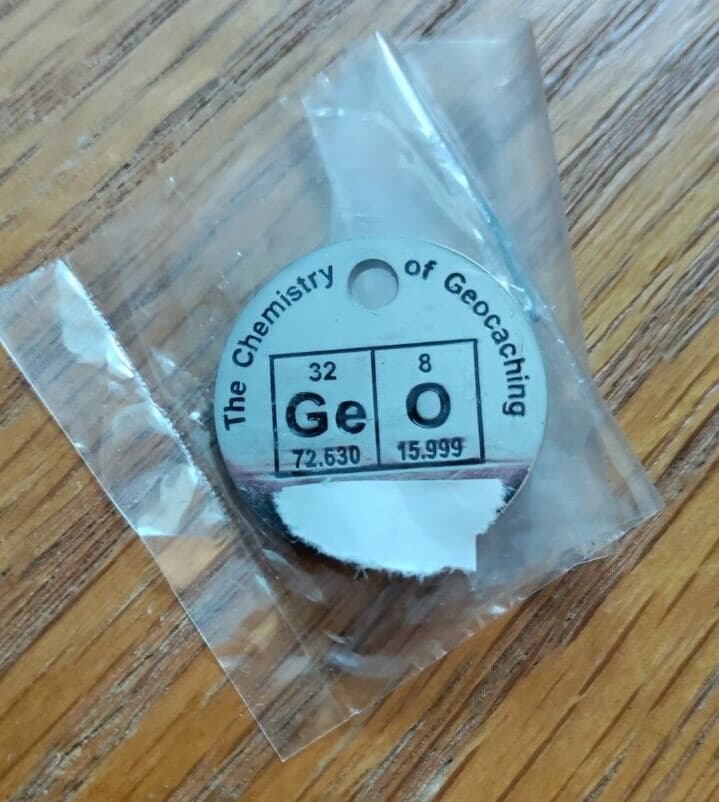 The Chemistry of Geocaching
32 8
Ge O
72.630 15.999